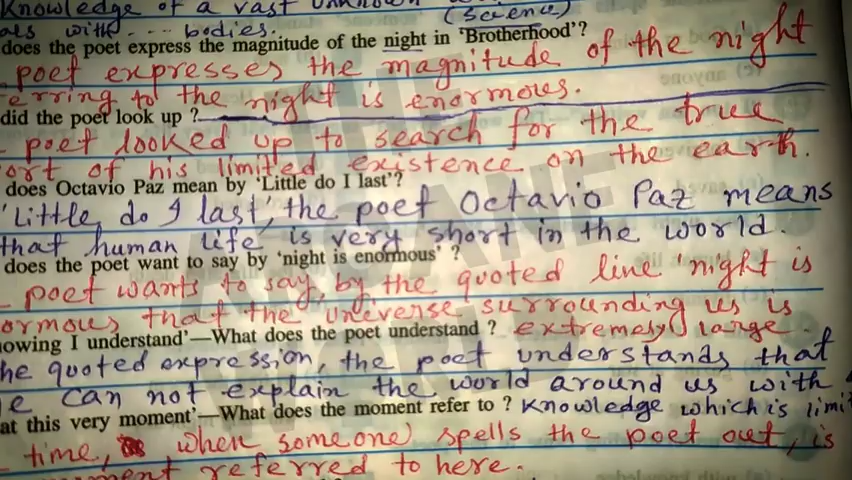 Knowledge of a vast unknown
(science)
als with ... bodies.
does the poet express the magnitude of the night in 'Brotherhood'?
poet expresses the magnitude of the night
erring to the night is enormous.
did the poet look up ?
poet looked up to search for the true
ort of his limited existence on the earth.
does Octavio Paz mean by 'Little do I last'?
'Little do I last', the poet Octavio Paz means
that human life is very short in the world.
does the poet want to say by 'night is enormous' ?
poet wants to say, by the quoted line 'night is
ormous that the universe surrounding us is
owing I understand'—What does the poet understand ? extremely large.
he quoted expression, the poet understands that
e can not explain the world around us with
at this very moment'—What does the moment refer to ? Knowledge which is limi
time, when someone spells the poet out, is
ment referred to here.